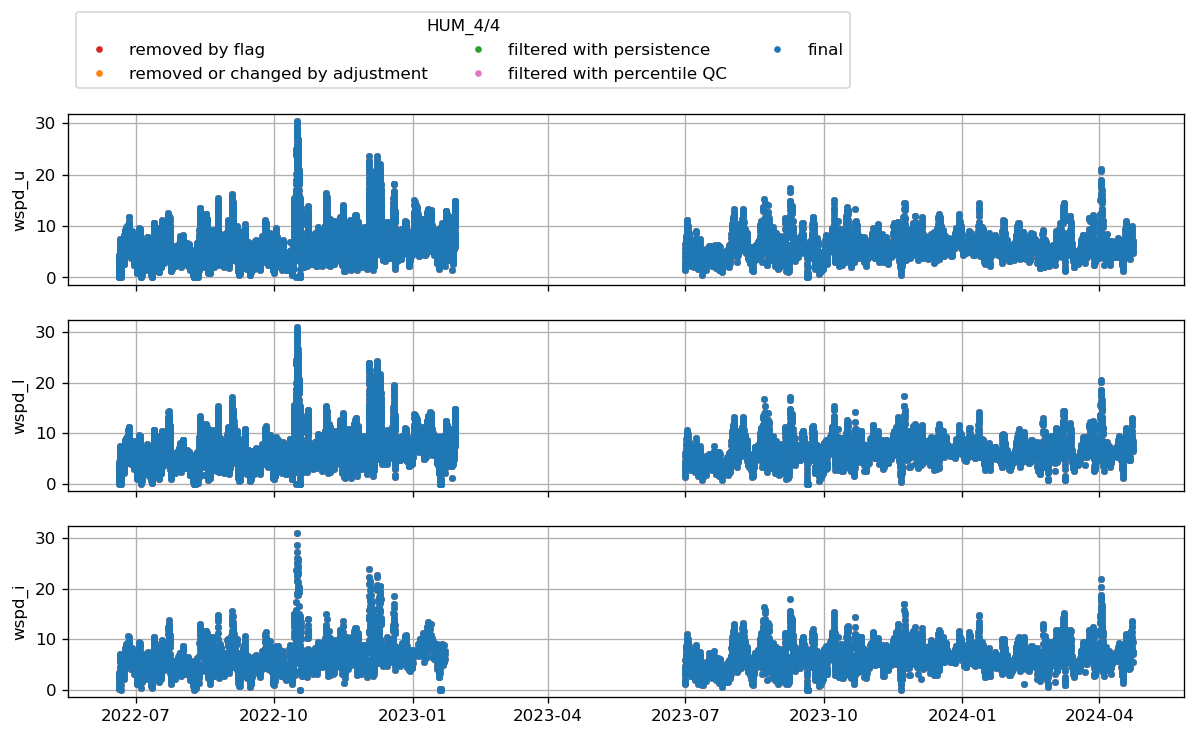 HUM_4/4
removed by flag
removed or changed by adjustment
filtered with persistence
filtered with percentile QC
final
wspd_u
30
20
10
0
wspd_l
30
20
10
0
wspd_i
30
20
10
0
2022-07 2022-10 2023-01 2023-04 2023-07 2023-10 2024-01 2024-04